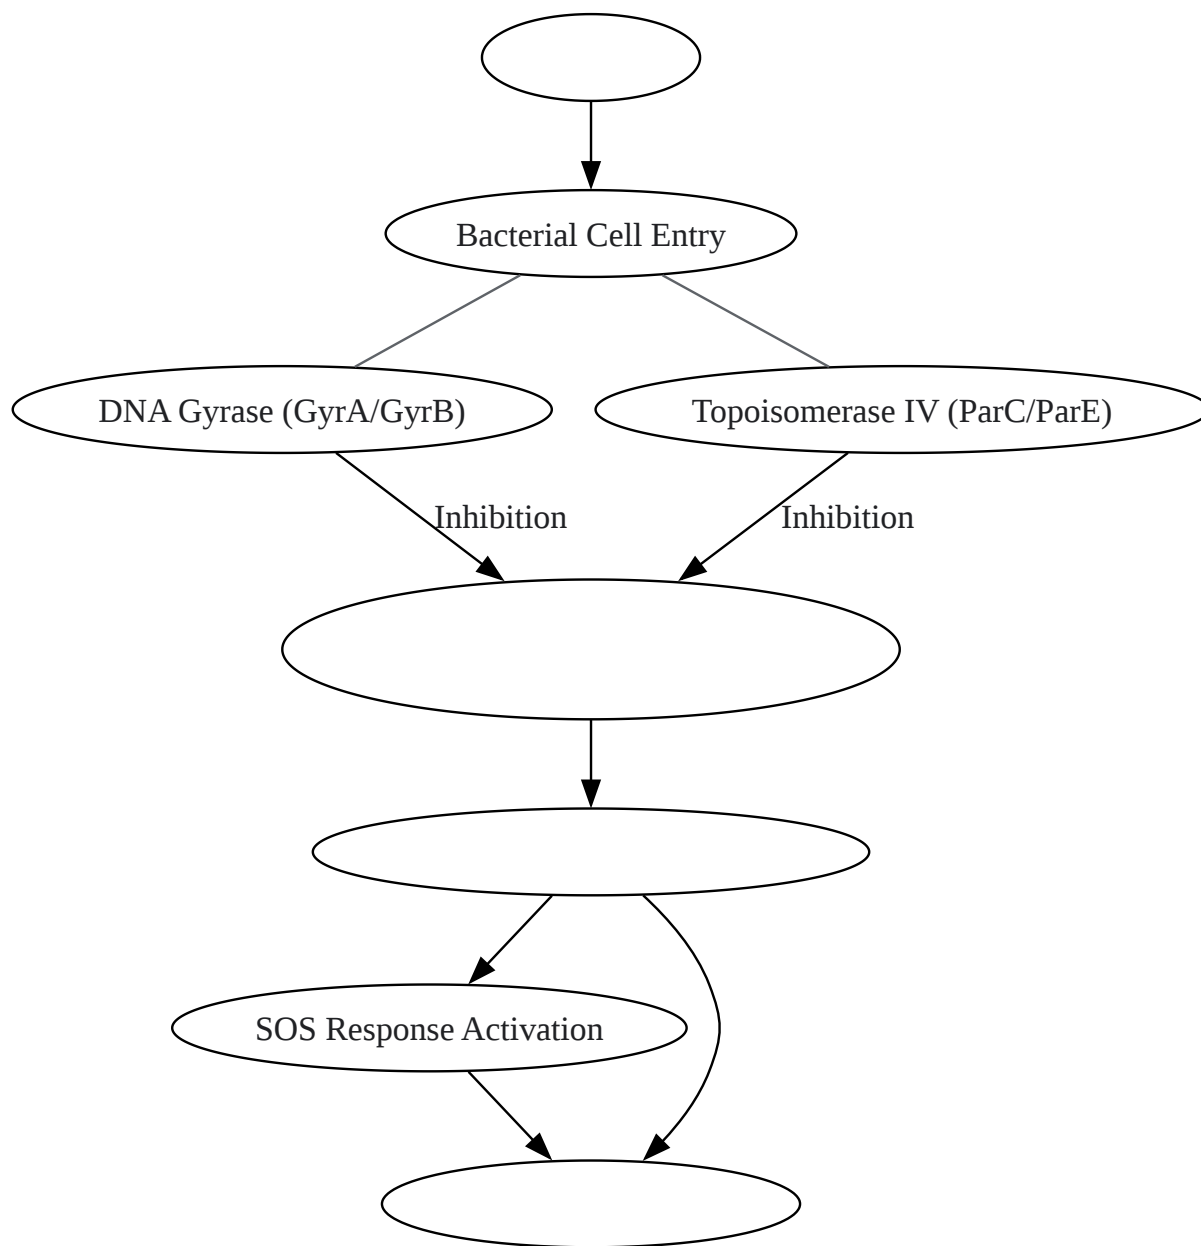 Bacterial Cell Entry
DNA Gyrase (GyrA/GyrB)
Topoisomerase IV (ParC/ParE)
Inhibition
Inhibition
SOS Response Activation